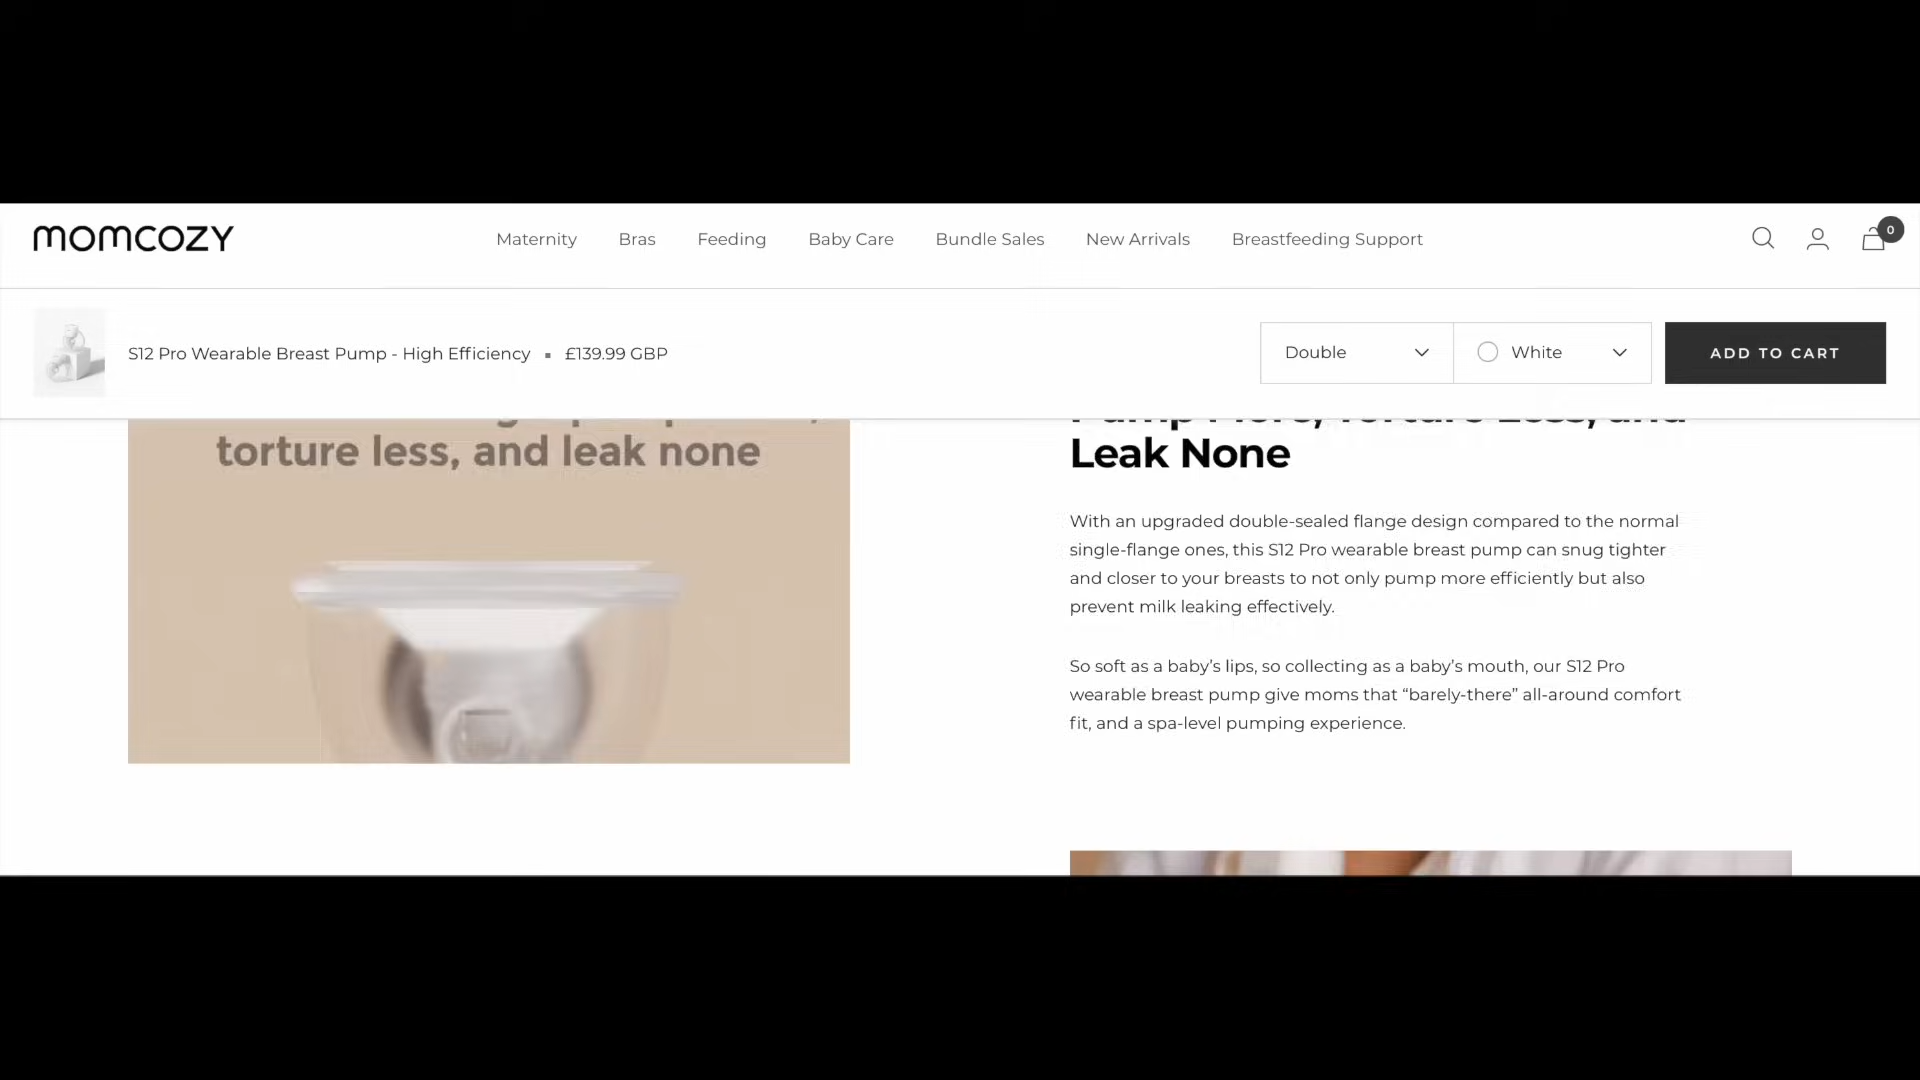 momcozy
Maternity
Bras
Feeding
Baby Care
Bundle Sales
New Arrivals
Breastfeeding Support
0
S12 Pro Wearable Breast Pump - High Efficiency ▪ £139.99 GBP
Double
White
ADD TO CART
torture less, and leak none
Pump More, Torture Less, and
Leak None
With an upgraded double-sealed flange design compared to the normal
single-flange ones, this S12 Pro wearable breast pump can snug tighter
and closer to your breasts to not only pump more efficiently but also
prevent milk leaking effectively.
So soft as a baby’s lips, so collecting as a baby’s mouth, our S12 Pro
wearable breast pump give moms that “barely-there” all-around comfort
fit, and a spa-level pumping experience.